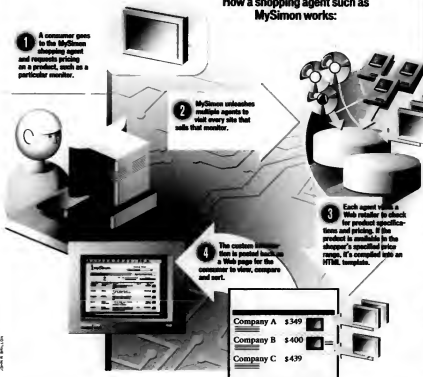 How a shopping agent such as
MySimon works:
1 A consumer goes
to the MySimon
shopping agent
and requests pricing
on a product, such as a
particular monitor.
2 MySimon unleashes
multiple agents to
visit every site that
sells that monitor.
3 Each agent visits a
Web retailer to check
for product specifica-
tions and pricing. If the
product is available in the
shopper's specified price
range, it's compiled into an
HTML template.
4 The custom
tion is posted back as
a Web page for the
consumer to view, compare
and sort.
mySimon
Company A $349
Company B $400
Company C $439